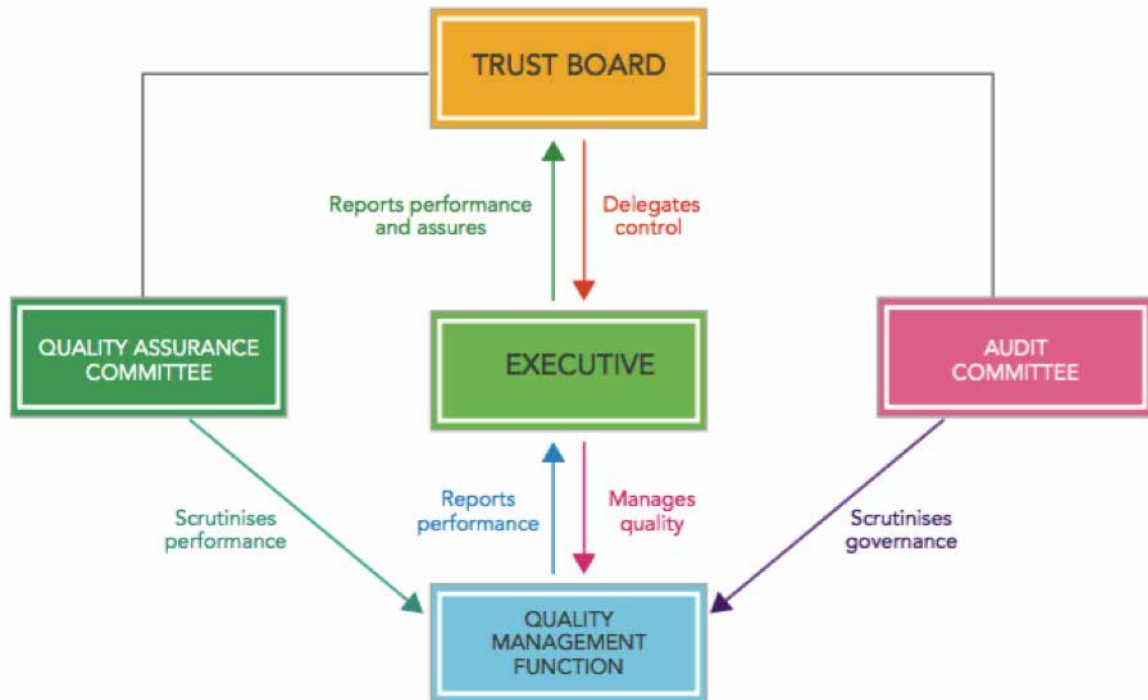 TRUST BOARD
Reports performance
and assures
Delegates
control
QUALITY ASSURANCE
COMMITTEE
EXECUTIVE
AUDIT
COMMITTEE
Scrutinises
performance
Reports
performance
Manages
quality
Scrutinises
governance
QUALITY
MANAGEMENT
FUNCTION